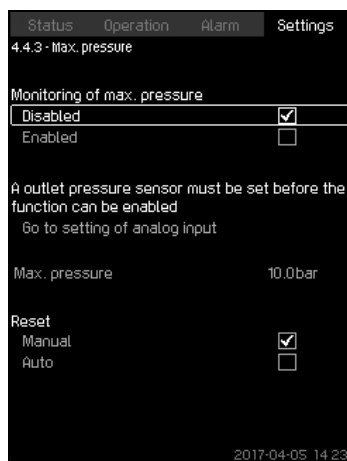 Status Operation Alarm Settings
4.4.3 - Max. pressure
Monitoring of max. pressure
Disabled
Enabled
A outlet pressure sensor must be set before the
function can be enabled
Go to setting of analog input
Max. pressure 10.0bar
Reset
Manual
Auto
2017-04-05 14:23